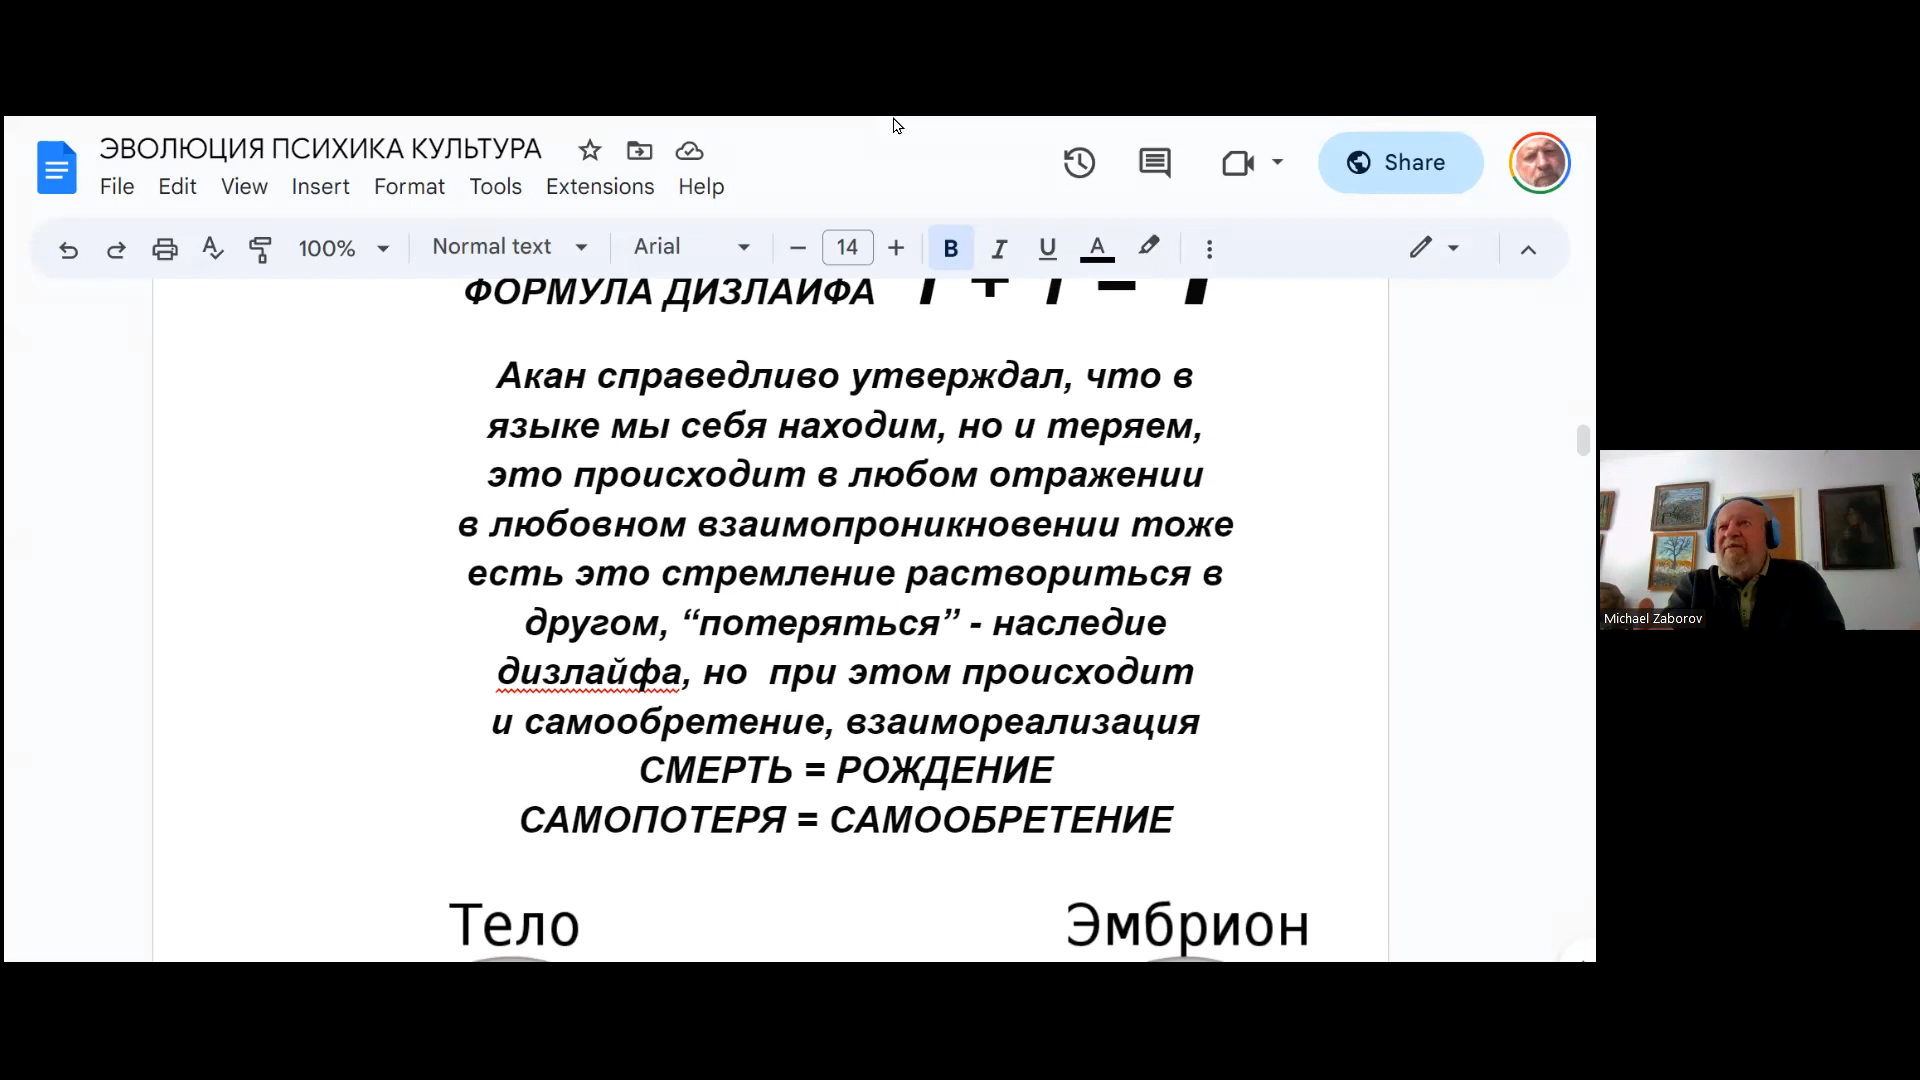 ЭВОЛЮЦИЯ ПСИХИКА КУЛЬТУРА
File Edit View Insert Format Tools Extensions Help
Share
100% Normal text Arial 14 B I U A
ФОРМУЛА ДИЗЛАЙФА 1 + 1 = 1
Акан справедливо утверждал, что в
языке мы себя находим, но и теряем,
это происходит в любом отражении
в любовном взаимопроникновении тоже
есть это стремление раствориться в
другом, “потеряться” - наследие
дизлайфа, но при этом происходит
и самообретение, взаимореализация
СМЕРТЬ = РОЖДЕНИЕ
САМОПОТЕРЯ = САМООБРЕТЕНИЕ
Тело Эмбрион
Michael Zaborov